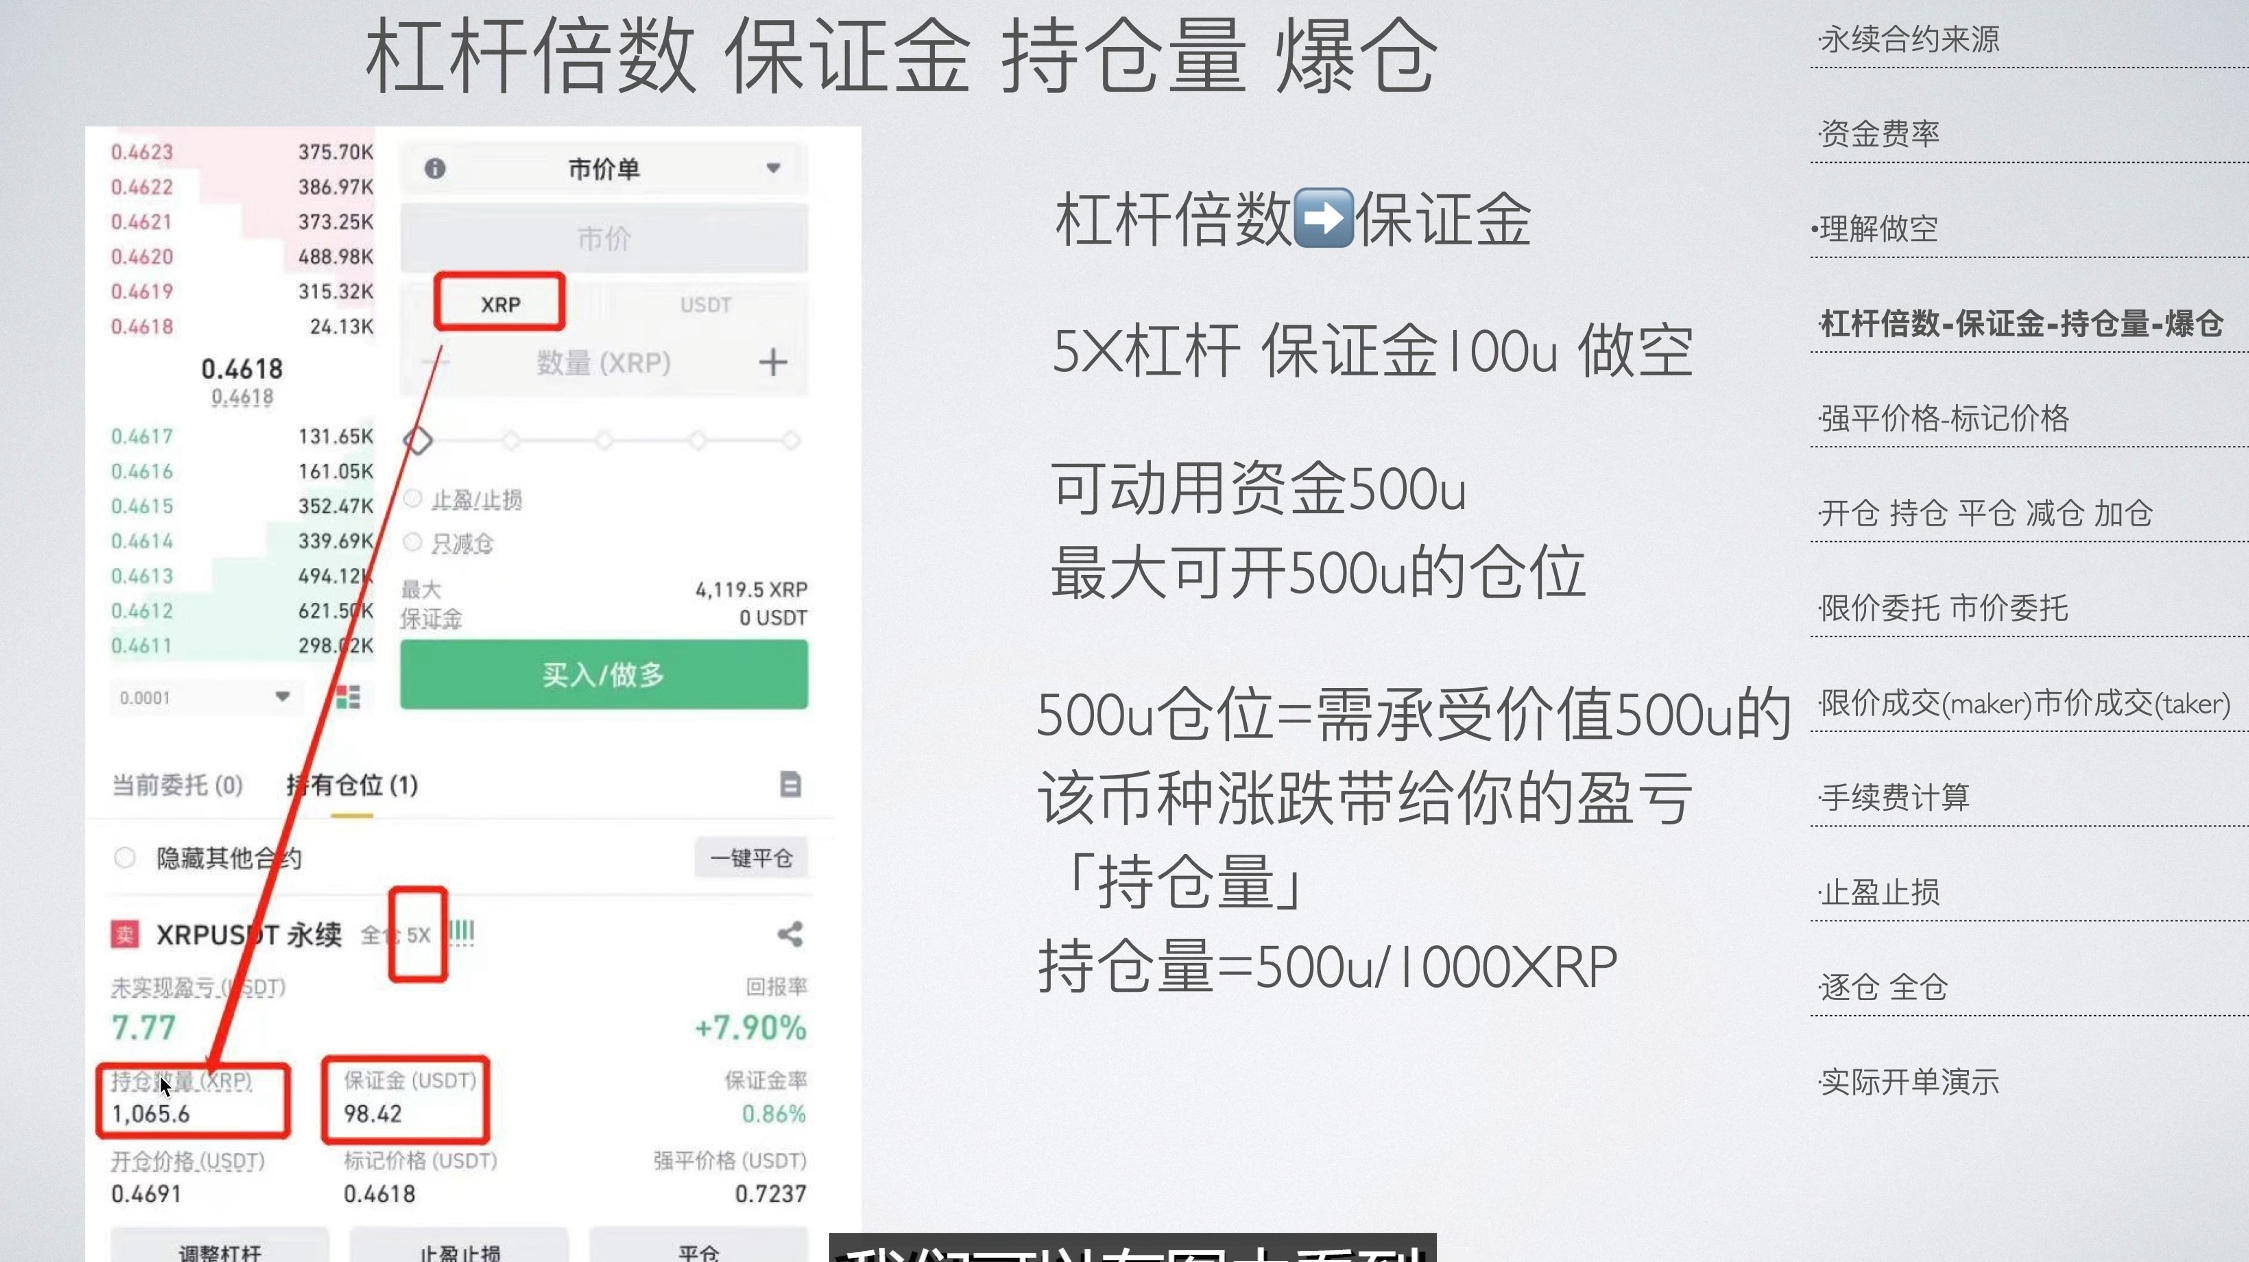 杠杆倍数 保证金 持仓量 爆仓
0.4623 375.70K
0.4622 386.97K
0.4621 373.25K
0.4620 488.98K
0.4619 315.32K
0.4618 24.13K
0.4618
0.4618
0.4617 131.65K
0.4616 161.05K
0.4615 352.47K
0.4614 339.69K
0.4613 494.12K
0.4612 621.50K
0.4611 298.02K
0.0001
市价单
市价
XRP USDT
数量 (XRP)
止盈/止损
只减仓
最大 4,119.5 XRP
保证金 0 USDT
买入/做多
当前委托 (0) 持有仓位 (1)
隐藏其他合约 一键平仓
卖 XRPUSDT 永续 全仓 5X
未实现盈亏 (USDT) 回报率
7.77 +7.90%
持仓数量 (XRP) 保证金 (USDT) 保证金率
1,065.6 98.42 0.86%
开仓价格 (USDT) 标记价格 (USDT) 强平价格 (USDT)
0.4691 0.4618 0.7237
调整杠杆 止盈止损 平仓
杠杆倍数➡保证金
5X杠杆 保证金100u 做空
可动用资金500u
最大可开500u的仓位
500u仓位=需承受价值500u的
该币种涨跌带给你的盈亏
「持仓量」
持仓量=500u/1000XRP
·永续合约来源
·资金费率
•理解做空
·杠杆倍数-保证金-持仓量-爆仓
·强平价格-标记价格
·开仓 持仓 平仓 减仓 加仓
·限价委托 市价委托
·限价成交(maker)市价成交(taker)
·手续费计算
·止盈止损
·逐仓 全仓
·实际开单演示
我们可以在图中看到